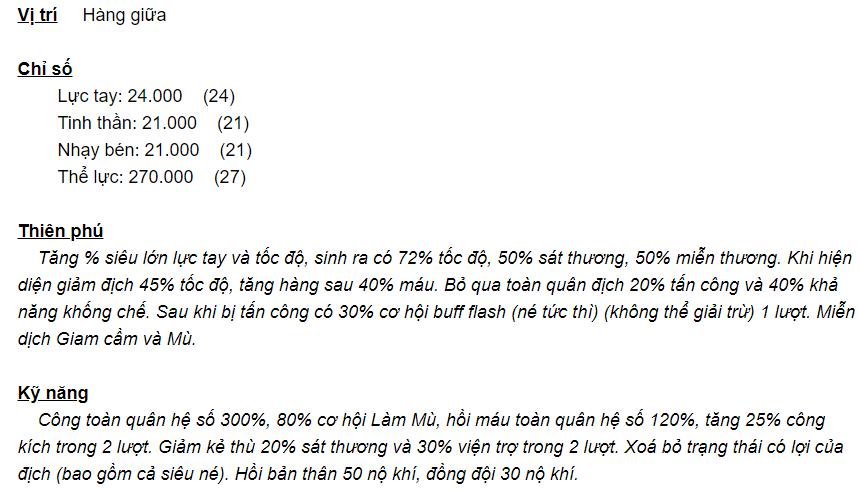 Vị trí Hàng giữa
Chỉ số
Lực tay: 24.000 (24)
Tinh thần: 21.000 (21)
Nhạy bén: 21.000 (21)
Thể lực: 270.000 (27)
Thiên phú
Tăng % siêu lớn lực tay và tốc độ, sinh ra có 72% tốc độ, 50% sát thương, 50% miễn thương. Khi hiện
diện giảm địch 45% tốc độ, tăng hàng sau 40% máu. Bỏ qua toàn quân địch 20% tấn công và 40% khả
năng khống chế. Sau khi bị tấn công có 30% cơ hội buff flash (né tức thì) (không thể giải trừ) 1 lượt. Miễn
dịch Giam cầm và Mù.
Kỹ năng
Công toàn quân hệ số 300%, 80% cơ hội Làm Mù, hồi máu toàn quân hệ số 120%, tăng 25% công
kích trong 2 lượt. Giảm kẻ thù 20% sát thương và 30% viện trợ trong 2 lượt. Xoá bỏ trạng thái có lợi của
địch (bao gồm cả siêu né). Hồi bản thân 50 nộ khí, đồng đội 30 nộ khí.